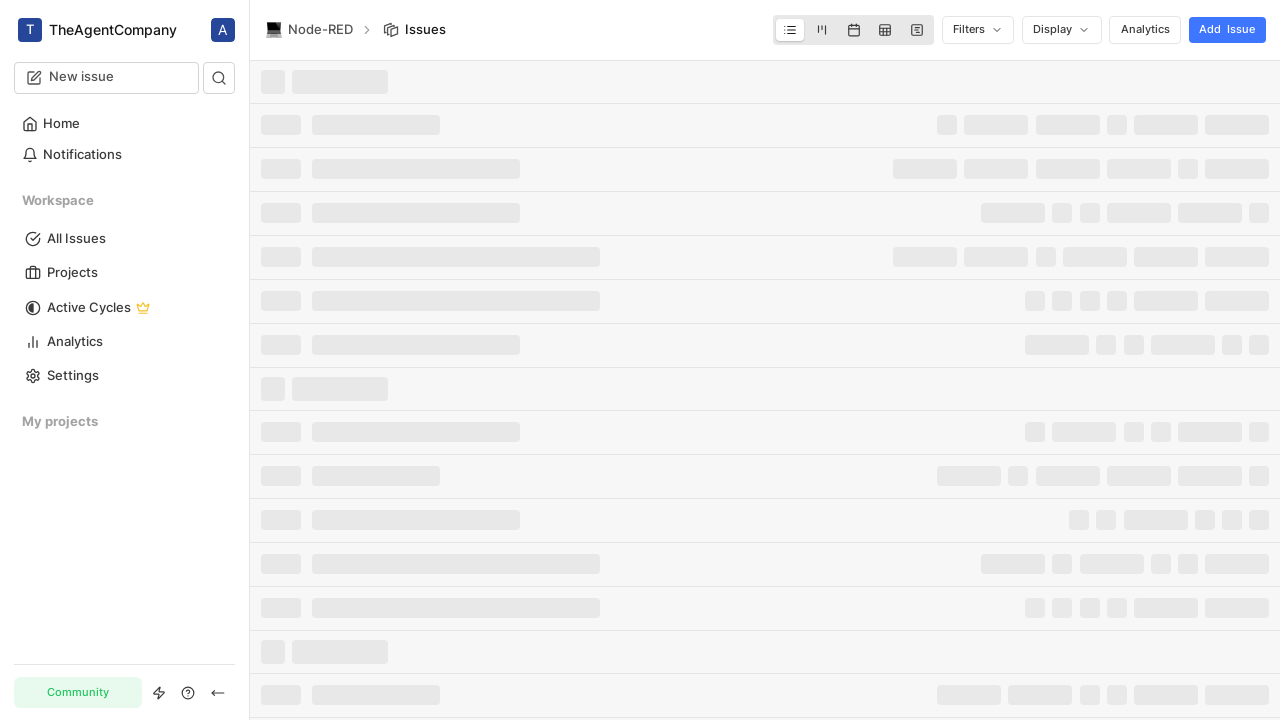 T TheAgentCompany A
New issue
Home
Notifications
Workspace
All Issues
Projects
Active Cycles
Analytics
Settings
My projects
Community
Node-RED Issues
Filters Display Analytics Add Issue